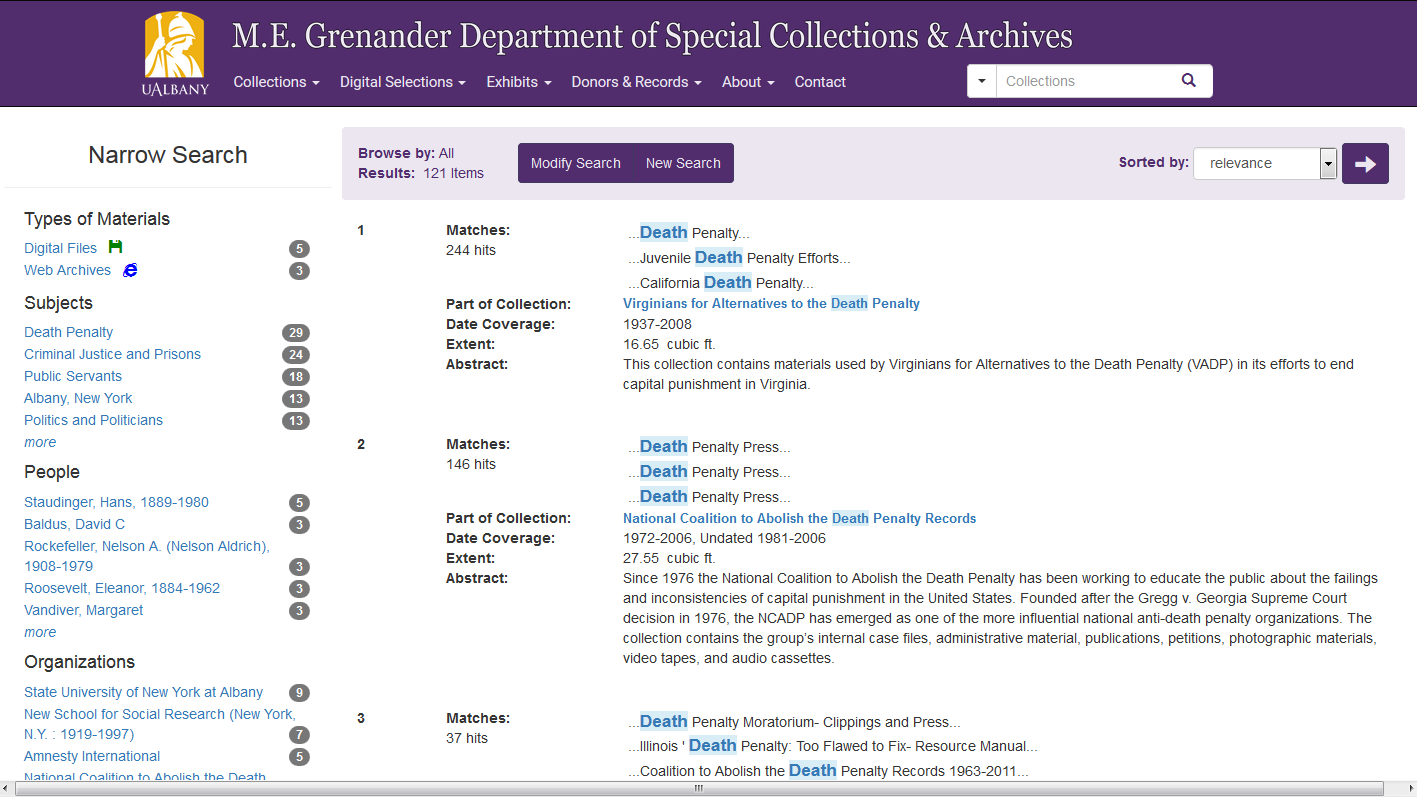 M.E. Grenander Department of Special Collections & Archives
UALBANY
Collections Digital Selections Exhibits Donors & Records About Contact
Collections
Narrow Search
Types of Materials
Digital Files 5
Web Archives 3
Subjects
Death Penalty 29
Criminal Justice and Prisons 24
Public Servants 18
Albany, New York 13
Politics and Politicians 13
more
People
Staudinger, Hans, 1889-1980 5
Baldus, David C 3
Rockefeller, Nelson A. (Nelson Aldrich),
1908-1979 3
Roosevelt, Eleanor, 1884-1962 3
Vandiver, Margaret 3
more
Organizations
State University of New York at Albany 9
New School for Social Research (New York,
N.Y. : 1919-1997) 7
Amnesty International 5
National Coalition to Abolish the Death
Browse by: All
Results: 121 Items
Modify Search New Search
Sorted by: relevance
1 Matches: ...Death Penalty...
244 hits
...Juvenile Death Penalty Efforts...
...California Death Penalty...
Part of Collection: Virginians for Alternatives to the Death Penalty
Date Coverage: 1937-2008
Extent: 16.65 cubic ft.
Abstract: This collection contains materials used by Virginians for Alternatives to the Death Penalty (VADP) in its efforts to end
capital punishment in Virginia.
2 Matches: ...Death Penalty Press...
146 hits
...Death Penalty Press...
...Death Penalty Press...
Part of Collection: National Coalition to Abolish the Death Penalty Records
Date Coverage: 1972-2006, Undated 1981-2006
Extent: 27.55 cubic ft.
Abstract: Since 1976 the National Coalition to Abolish the Death Penalty has been working to educate the public about the failings
and inconsistencies of capital punishment in the United States. Founded after the Gregg v. Georgia Supreme Court
decision in 1976, the NCADP has emerged as one of the more influential national anti-death penalty organizations. The
collection contains the group's internal case files, administrative material, publications, petitions, photographic materials,
video tapes, and audio cassettes.
3 Matches: ...Death Penalty Moratorium- Clippings and Press...
37 hits
...Illinois ' Death Penalty: Too Flawed to Fix- Resource Manual...
...Coalition to Abolish the Death Penalty Records 1963-2011...